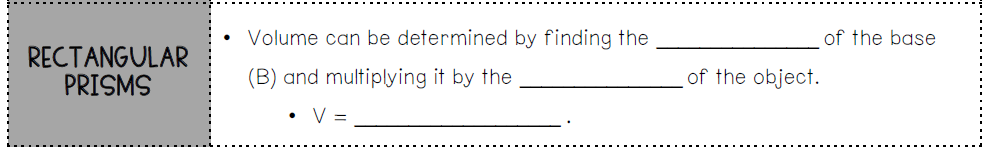 RECTANGULAR
PRISMS
• Volume can be determined by finding the ______________ of the base
(B) and multiplying it by the ______________ of the object.
• V = __________________ .